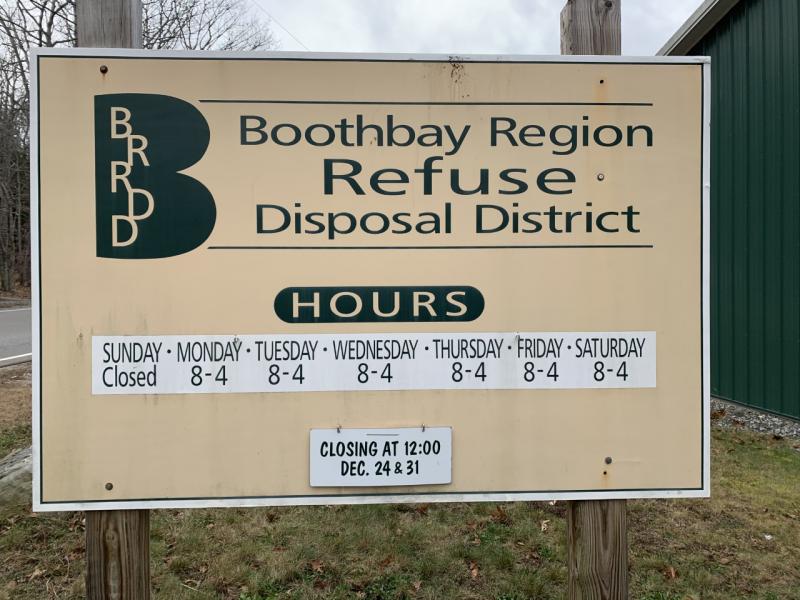 BRRDD
Boothbay Region
Refuse
Disposal District
HOURS
SUNDAY · MONDAY · TUESDAY · WEDNESDAY · THURSDAY · FRIDAY · SATURDAY
Closed 8-4 8-4 8-4 8-4 8-4 8-4
CLOSING AT 12:00
DEC. 24 & 31